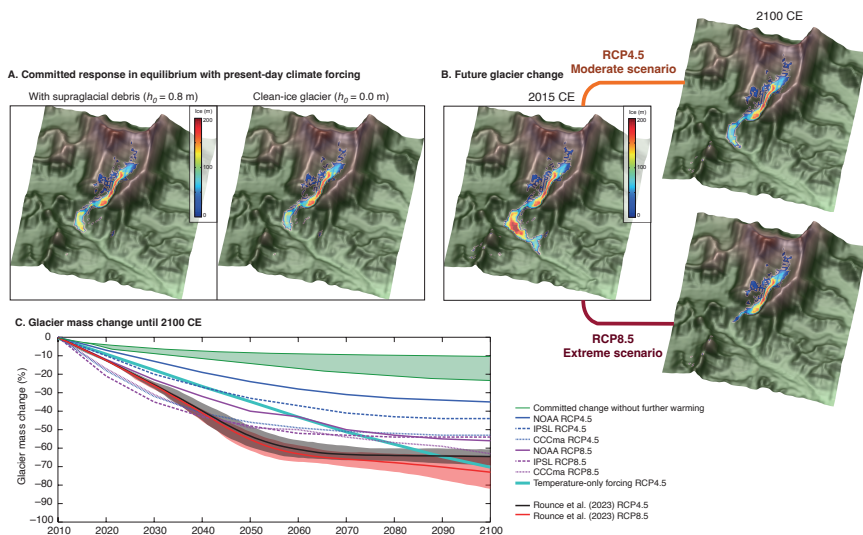 2100 CE
RCP4.5
Moderate scenario
A. Committed response in equilibrium with present-day climate forcing
B. Future glacier change
With supraglacial debris (h0 = 0.8 m)
Clean-ice glacier (h0 = 0.0 m)
2015 CE
Ice (m)
200
100
0
Ice (m)
200
100
0
RCP8.5
Extreme scenario
C. Glacier mass change until 2100 CE
Glacier mass change (%)
0
−10
−20
−30
−40
−50
−60
−70
−80
−90
−100
2010 2020 2030 2040 2050 2060 2070 2080 2090 2100
Committed change without further warming
NOAA RCP4.5
IPSL RCP4.5
CCCma RCP4.5
NOAA RCP8.5
IPSL RCP8.5
CCCma RCP8.5
Temperature-only forcing RCP4.5
Rounce et al. (2023) RCP4.5
Rounce et al. (2023) RCP8.5